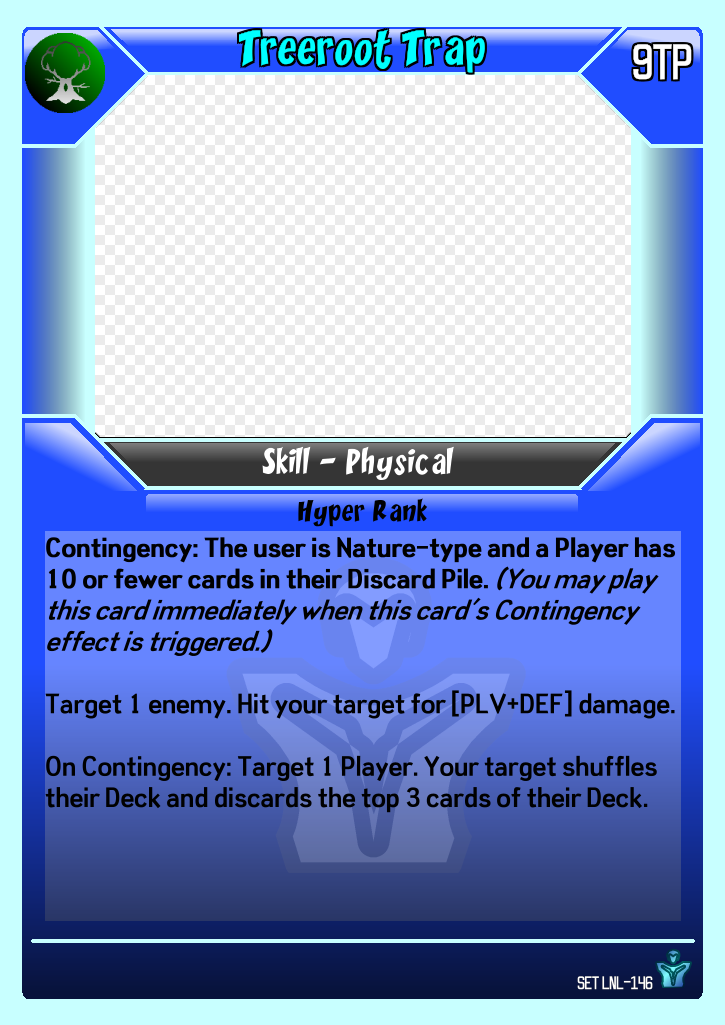 Treeroot Trap
9TP
Skill - Physical
Hyper Rank
Contingency: The user is Nature-type and a Player has
10 or fewer cards in their Discard Pile. (You may play
this card immediately when this card's Contingency
effect is triggered.)
Target 1 enemy. Hit your target for [PLV+DEF] damage.
On Contingency: Target 1 Player. Your target shuffles
their Deck and discards the top 3 cards of their Deck.
SET LNL-146